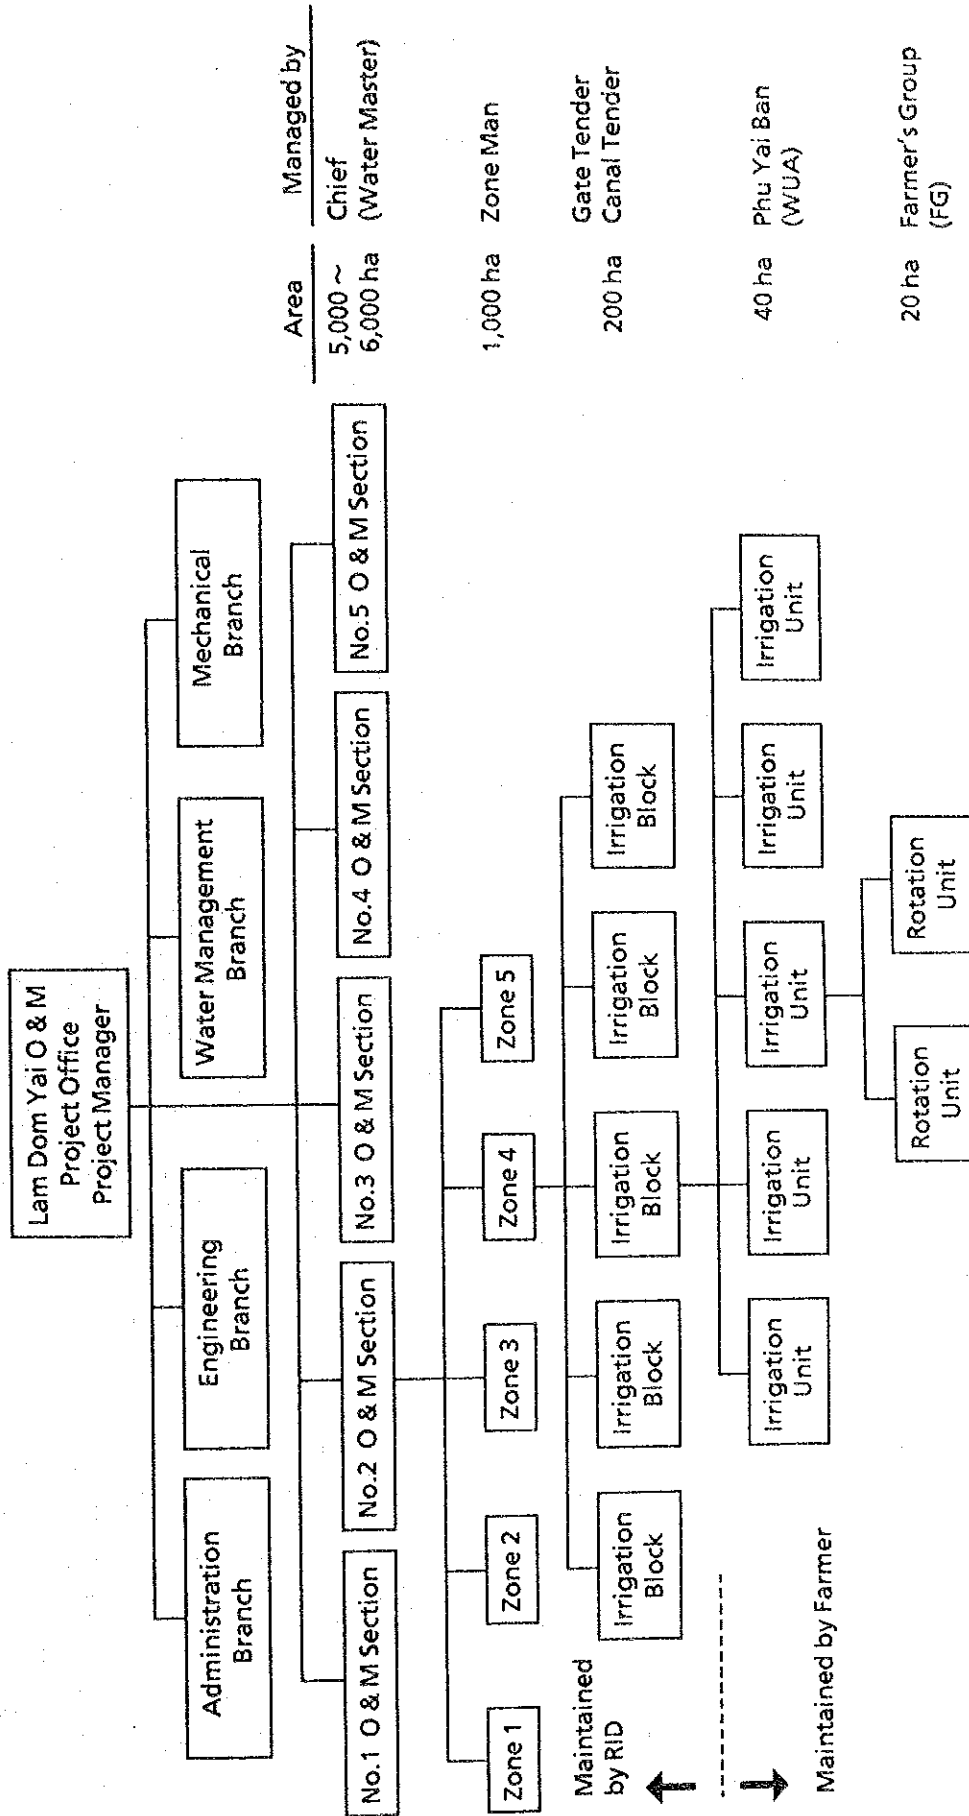 Lam Dom Yai O & M
Project Office
Project Manager
Administration
Branch
Engineering
Branch
Water Management
Branch
Mechanical
Branch
Area
Managed by
No.1 O & M Section
No.2 O & M Section
No.3 O & M Section
No.4 O & M Section
No.5 O & M Section
5,000 ~
6,000 ha
Chief
(Water Master)
Zone 1
Zone 2
Zone 3
Zone 4
Zone 5
1,000 ha
Zone Man
Maintained
by RID
Irrigation
Block
Irrigation
Block
Irrigation
Block
Irrigation
Block
Irrigation
Block
200 ha
Gate Tender
Canal Tender
Maintained by Farmer
Irrigation
Unit
Irrigation
Unit
Irrigation
Unit
Irrigation
Unit
Irrigation
Unit
40 ha
Phu Yai Ban
(WUA)
Rotation
Unit
Rotation
Unit
20 ha
Farmer's Group
(FG)